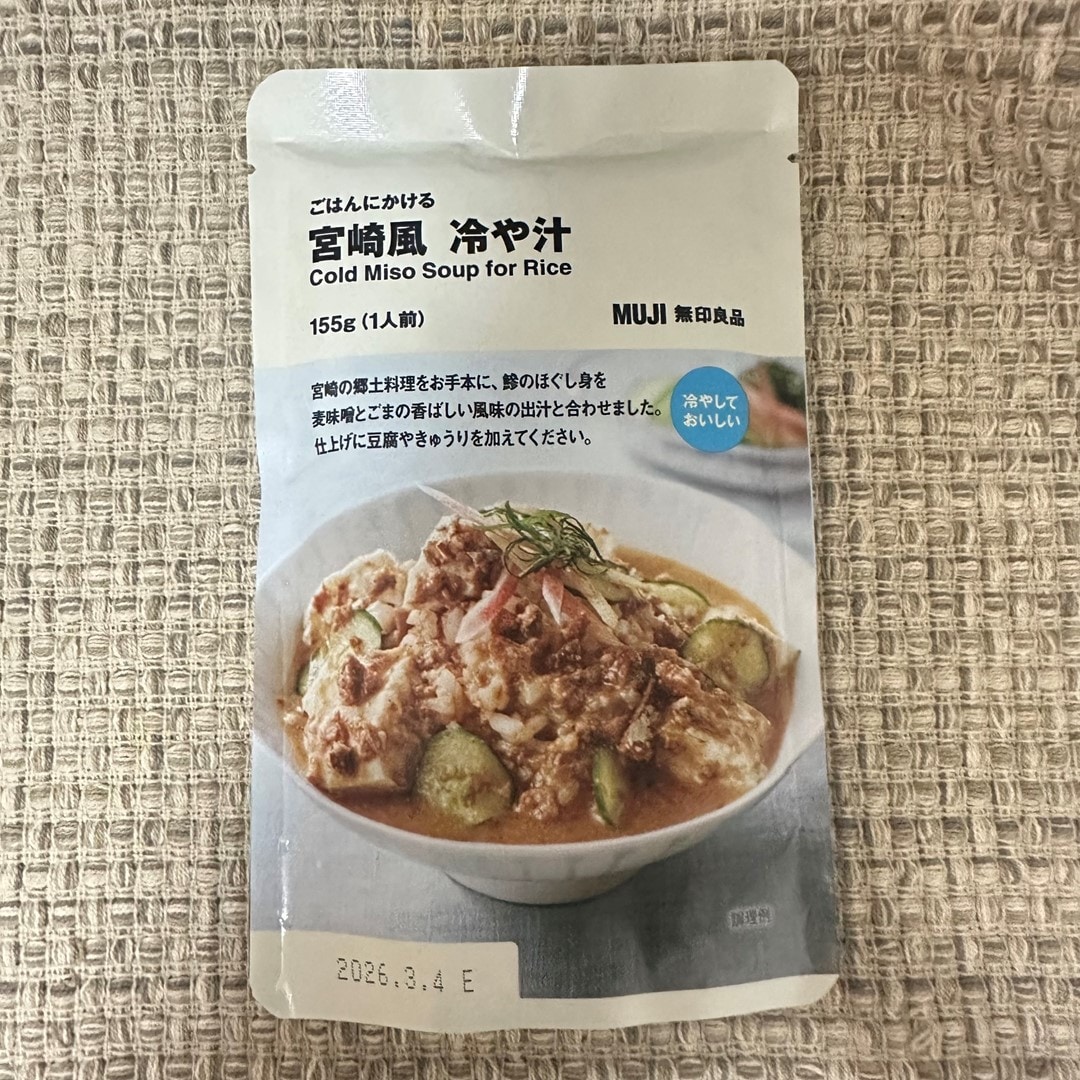 ごはんにかける
宮崎風 冷や汁
Cold Miso Soup for Rice
155g（1人前）
MUJI 無印良品
宮崎の郷土料理をお手本に、鯵のほぐし身を
麦味噌とごまの香ばしい風味の出汁と合わせました。
仕上げに豆腐やきゅうりを加えてください。
冷やして
おいしい
調理例
2026.3.4 E